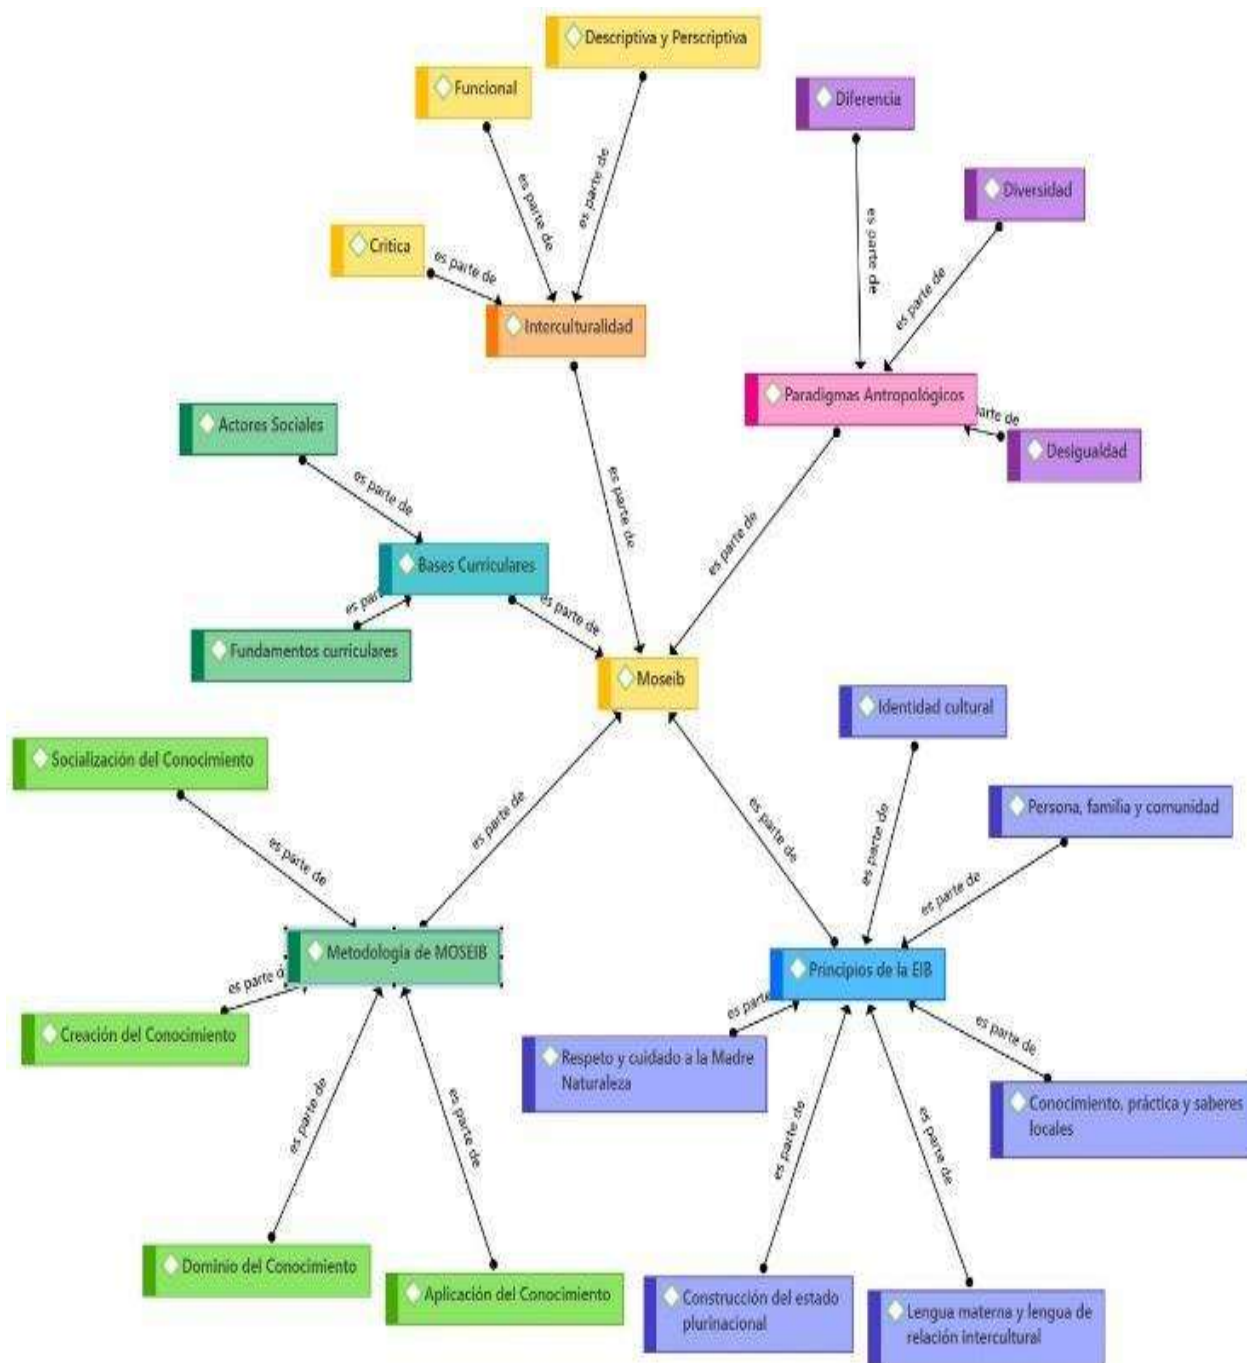 Descriptiva y Perscriptiva
Funcional
Diferencia
es parte de
es parte de
Diversidad
es parte de
Critica
es parte de
es parte de
Interculturalidad
Paradigmas Antropológicos
parte de
Actores Sociales
Desigualdad
es parte de
es parte de
es parte de
Bases Curriculares
es par
es parte de
Fundamentos curriculares
Moseib
Identidad cultural
Socialización del Conocimiento
es parte de
es parte de
es parte de
Persona, familia y comunidad
es parte de
es parte de
Metodología de MOSEIB
Principios de la EIB
es parte d
es parte
es parte de
Creación del Conocimiento
Respeto y cuidado a la Madre
Naturaleza
Conocimiento, práctica y saberes
locales
es parte de
es parte de
es parte de
es parte de
Dominio del Conocimiento
Aplicación del Conocimiento
Construcción del estado
plurinacional
Lengua materna y lengua de
relación intercultural